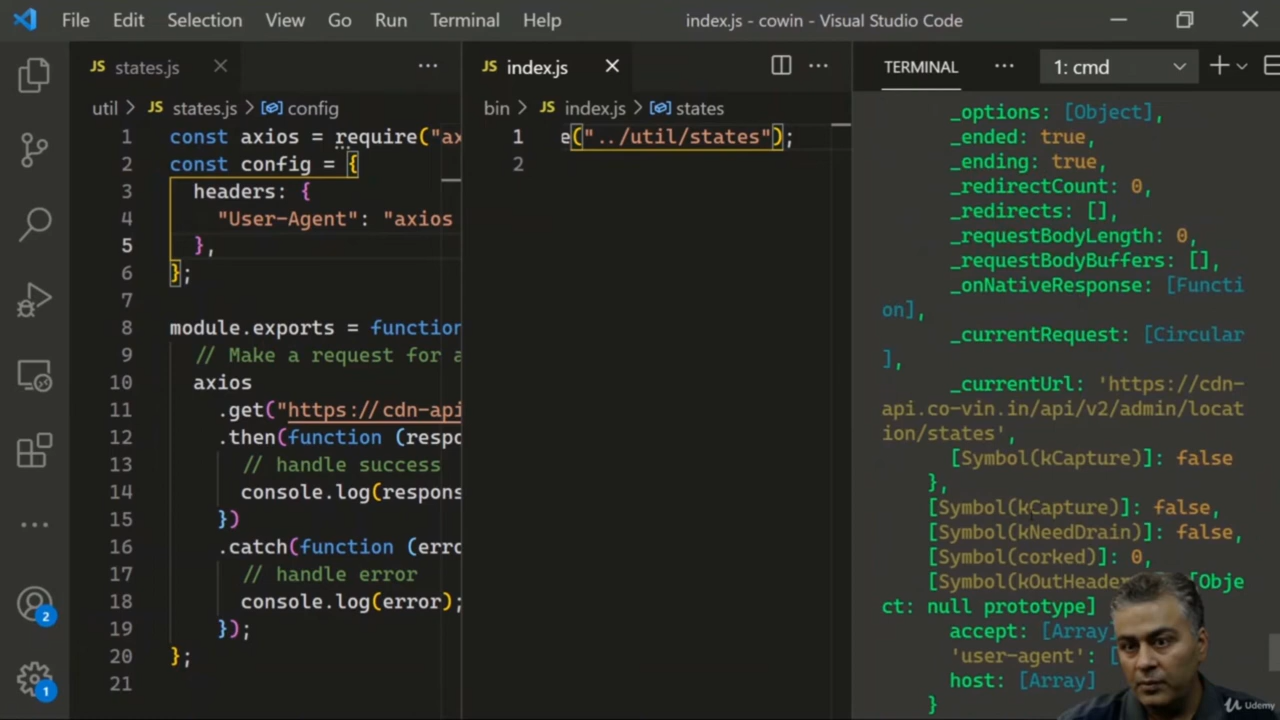 File Edit Selection View Go Run Terminal Help index.js - cowin - Visual Studio Code
JS states.js
util > JS states.js > config
1 const axios = require("ax
2 const config = {
3 headers: {
4 "User-Agent": "axios
5 },
6 };
7
8 module.exports = function
9 // Make a request for a
10 axios
11 .get("https://cdn-api
12 .then(function (respo
13 // handle success
14 console.log(respons
15 })
16 .catch(function (erro
17 // handle error
18 console.log(error);
19 });
20 };
21
2
1
JS index.js
bin > JS index.js > states
1 e("../util/states");
2
TERMINAL 1: cmd
_options: [Object],
_ended: true,
_ending: true,
_redirectCount: 0,
_redirects: [],
_requestBodyLength: 0,
_requestBodyBuffers: [],
_onNativeResponse: [Functi
on],
_currentRequest: [Circular
],
_currentUrl: 'https://cdn-
api.co-vin.in/api/v2/admin/locat
ion/states',
[Symbol(kCapture)]: false
},
[Symbol(kCapture)]: false,
[Symbol(kNeedDrain)]: false,
[Symbol(corked)]: 0,
[Symbol(kOutHeader [Obje
ct: null prototype]
accept: [Array]
'user-agent': [
host: [Array]
}
Udemy